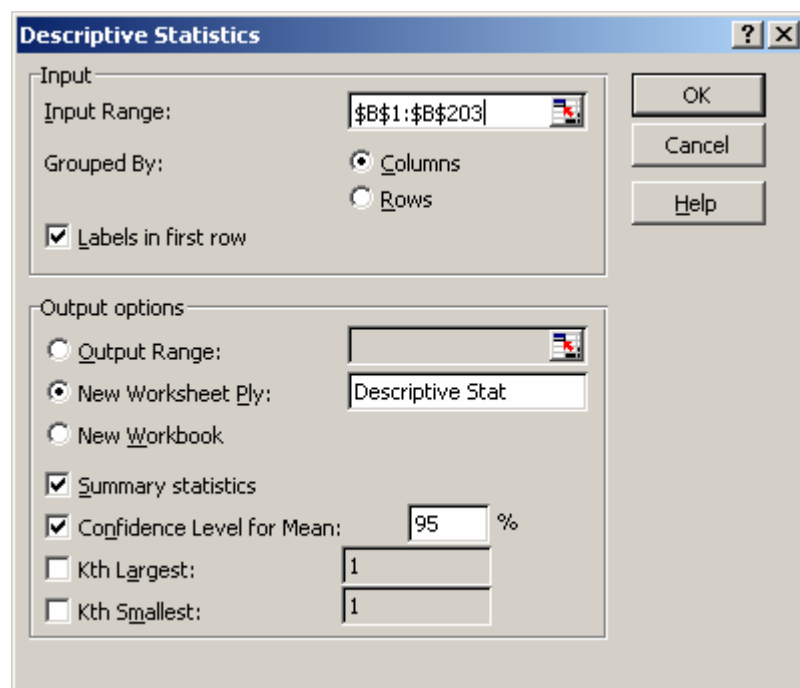 Descriptive Statistics
Input
Input Range: $B$1:$B$203
Grouped By: Columns
Rows
Labels in first row
OK
Cancel
Help
Output options
Output Range:
New Worksheet Ply: Descriptive Stat
New Workbook
Summary statistics
Confidence Level for Mean: 95 %
Kth Largest: 1
Kth Smallest: 1